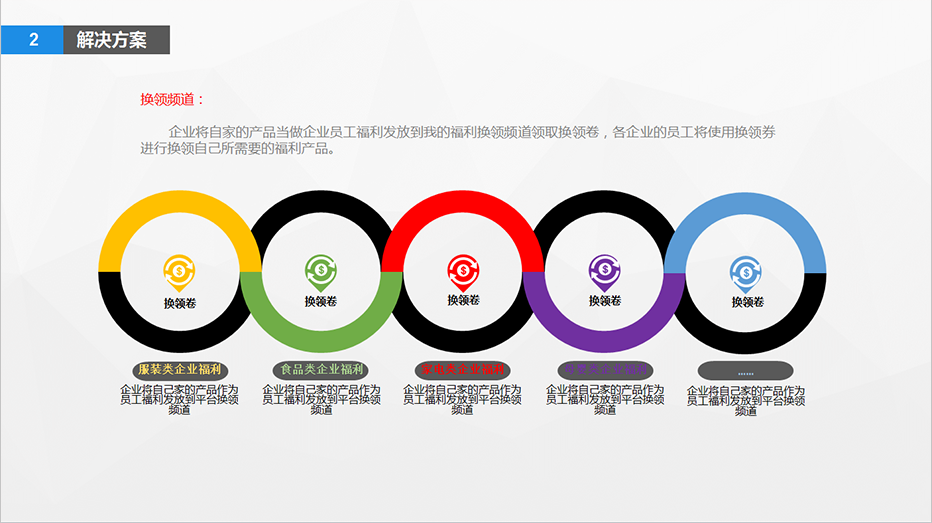 2 解决方案
换领频道：
企业将自家的产品当做企业员工福利发放到我的福利换领频道领取换领卷，各企业的员工将使用换领券
进行换领自己所需要的福利产品。
$ $ $ $ $
换领卷 换领卷 换领卷 换领卷 换领卷
服装类企业福利 食品类企业福利 家电类企业福利 ......
企业将自己家的产品作为 企业将自己家的产品作为 企业将自己家的产品作为 企业将自己家的产品作为 企业将自己家的产品作为
员工福利发放到平台换领 员工福利发放到平台换领 员工福利发放到平台换领 员工福利发放到平台换领 员工福利发放到平台换领
频道 频道 频道 频道 频道